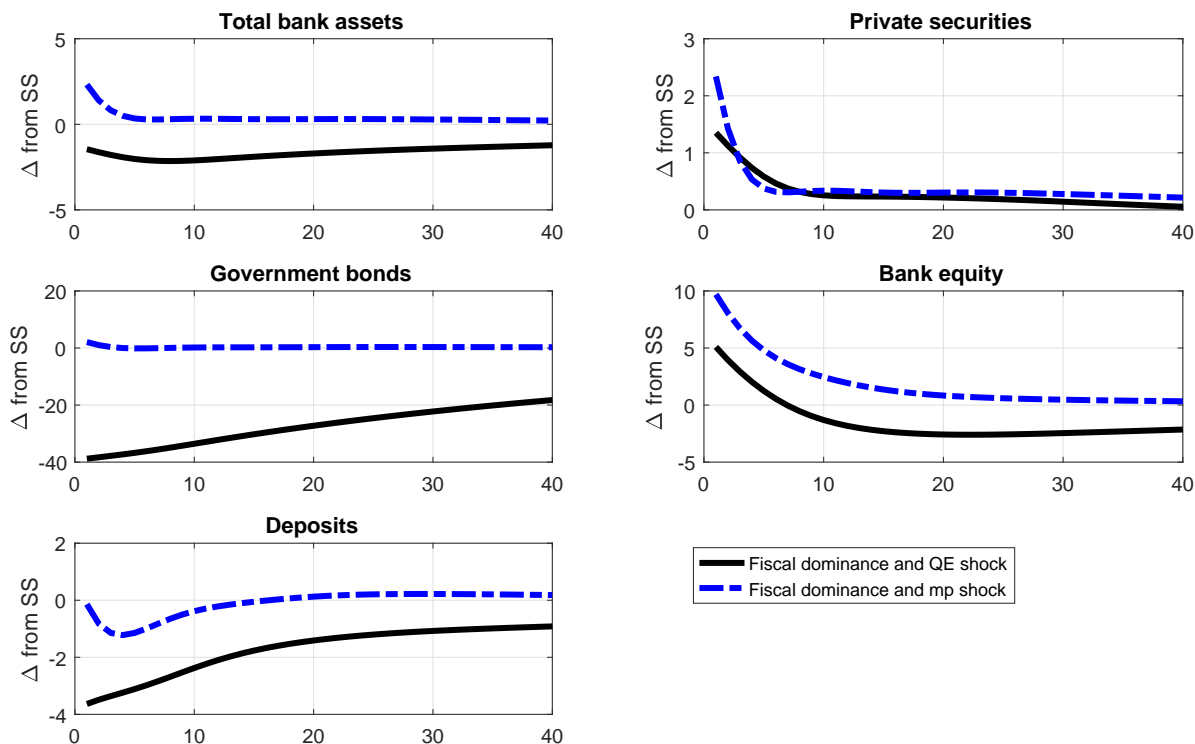 Total bank assets
Δ from SS
5
0
-5
0 10 20 30 40
Private securities
Δ from SS
3
2
1
0
0 10 20 30 40
Government bonds
Δ from SS
20
0
-20
-40
0 10 20 30 40
Bank equity
Δ from SS
10
5
0
-5
0 10 20 30 40
Deposits
Δ from SS
2
0
-2
-4
0 10 20 30 40
Fiscal dominance and QE shock
Fiscal dominance and mp shock